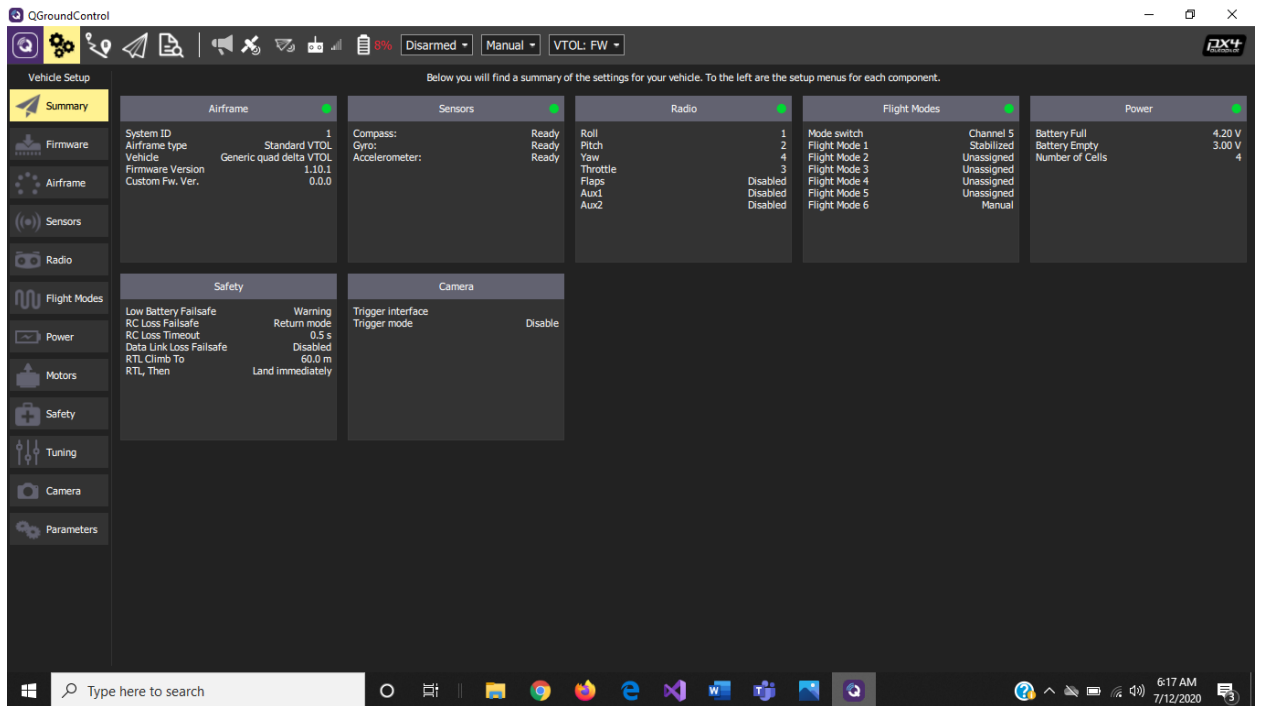 QGroundControl
8% Disarmed Manual VTOL: FW
px4
autopilot
Vehicle Setup
Below you will find a summary of the settings for your vehicle. To the left are the setup menus for each component.
Summary
Firmware
Airframe
Sensors
Radio
Flight Modes
Power
Motors
Safety
Tuning
Camera
Parameters
Airframe
System ID 1
Airframe type Standard VTOL
Vehicle Generic quad delta VTOL
Firmware Version 1.10.1
Custom Fw. Ver. 0.0.0
Sensors
Compass: Ready
Gyro: Ready
Accelerometer: Ready
Radio
Roll 1
Pitch 2
Yaw 4
Throttle 3
Flaps Disabled
Aux1 Disabled
Aux2 Disabled
Flight Modes
Mode switch Channel 5
Flight Mode 1 Stabilized
Flight Mode 2 Unassigned
Flight Mode 3 Unassigned
Flight Mode 4 Unassigned
Flight Mode 5 Unassigned
Flight Mode 6 Manual
Power
Battery Full 4.20 V
Battery Empty 3.00 V
Number of Cells 4
Safety
Low Battery Failsafe Warning
RC Loss Failsafe Return mode
RC Loss Timeout 0.5 s
Data Link Loss Failsafe Disabled
RTL Climb To 60.0 m
RTL, Then Land immediately
Camera
Trigger interface
Trigger mode Disable
Type here to search
6:17 AM
7/12/2020
3